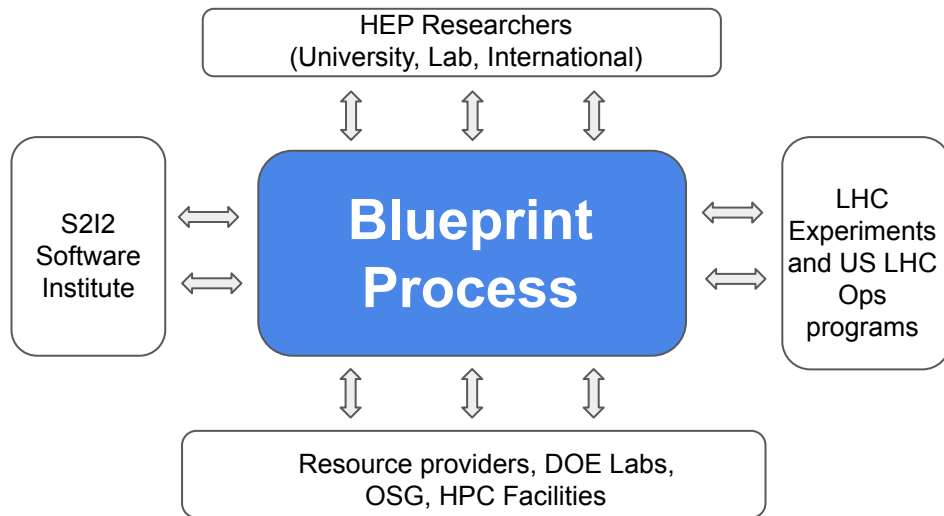 HEP Researchers
(University, Lab, International)
S2I2
Software
Institute
Blueprint
Process
LHC
Experiments
and US LHC
Ops
programs
Resource providers, DOE Labs,
OSG, HPC Facilities